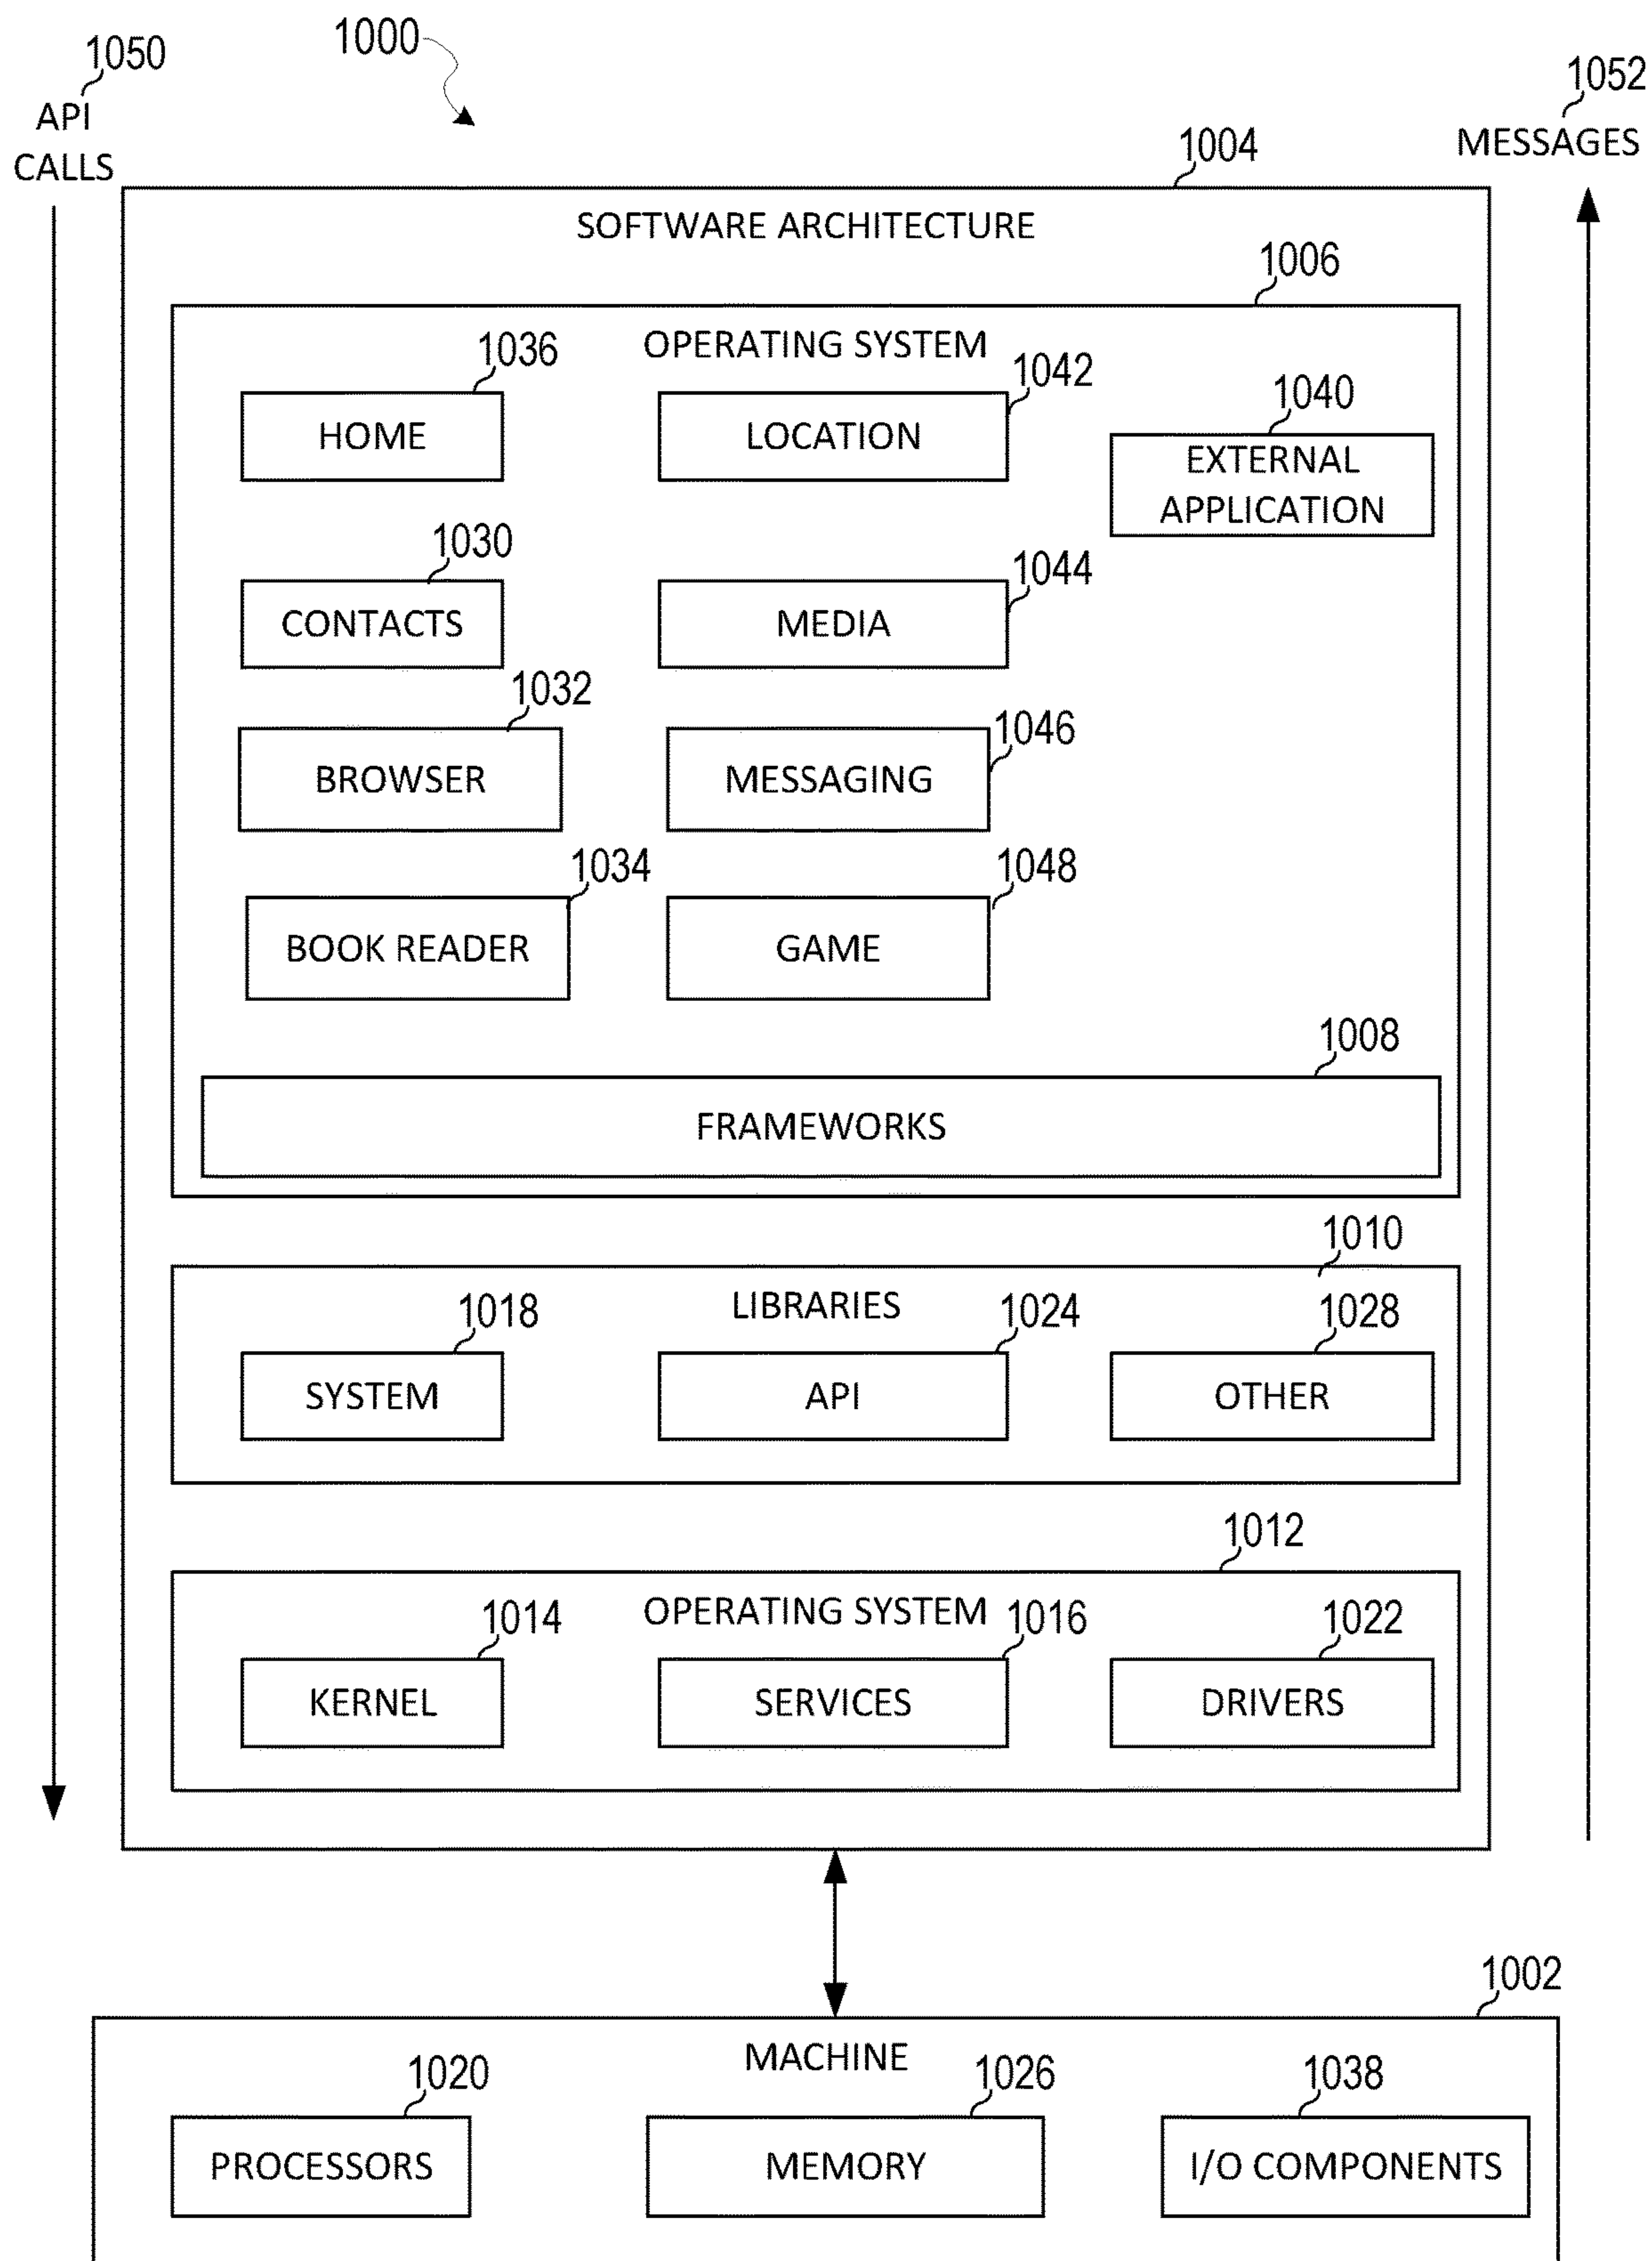 1050
API
CALLS
1000
1052
MESSAGES
1004
SOFTWARE ARCHITECTURE
1006
OPERATING SYSTEM
1036
HOME
1042
LOCATION
1040
EXTERNAL
APPLICATION
1030
CONTACTS
1044
MEDIA
1032
BROWSER
1046
MESSAGING
1034
BOOK READER
1048
GAME
1008
FRAMEWORKS
1010
LIBRARIES
1018
SYSTEM
1024
API
1028
OTHER
1012
OPERATING SYSTEM
1014
KERNEL
1016
SERVICES
1022
DRIVERS
1002
MACHINE
1020
PROCESSORS
1026
MEMORY
1038
I/O COMPONENTS